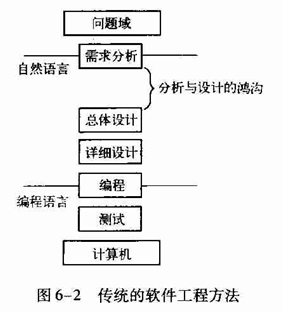 问题域
需求分析
自然语言
分析与设计的鸿沟
总体设计
详细设计
编程
编程语言
测试
计算机
图6-2 传统的软件工程方法